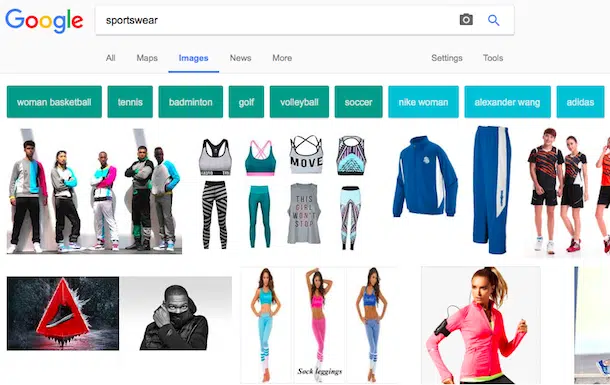 Google
sportswear
All Maps Images News More Settings Tools
woman basketball tennis badminton golf volleyball soccer nike woman alexander wang adidas
MOVE
THIS
GIRL
WON'T
STOP
Sock leggings